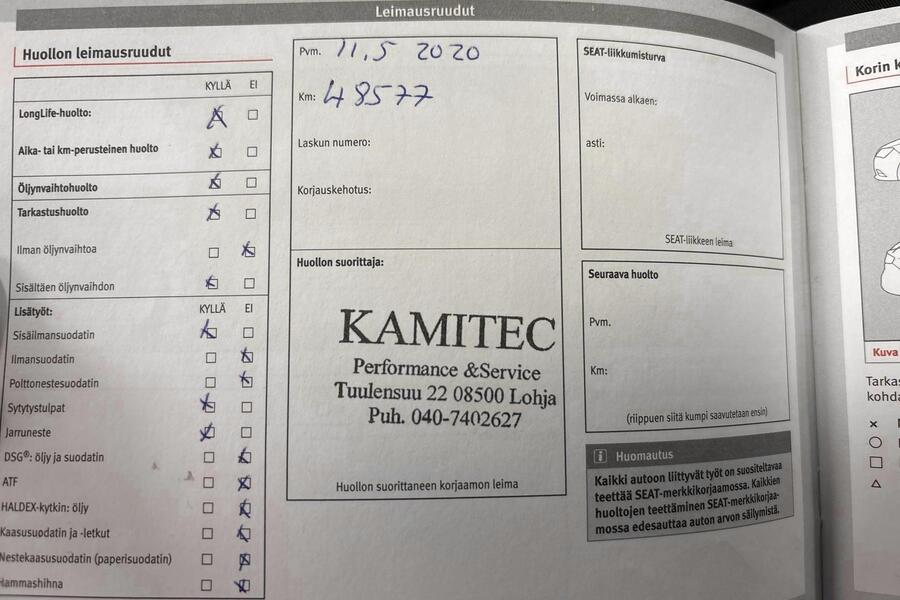 Leimausruudut
Huollon leimausruudut
KYLLÄ EI
LongLife-huolto:
Aika- tai km-perusteinen huolto
Öljynvaihtohuolto
Tarkastushuolto
Ilman öljynvaihtoa
Sisältäen öljynvaihdon
Lisätyöt: KYLLÄ EI
Sisäilmansuodatin
Ilmansuodatin
Polttonestesuodatin
Sytytystulpat
Jarruneste
DSG®: öljy ja suodatin
ATF
HALDEX-kytkin: öljy
Kaasusuodatin ja -letkut
Nestekaasusuodatin (paperisuodatin)
Hammashihna
Pvm. 11.5 2020
Km: 48577
Laskun numero:
Korjauskehotus:
Huollon suorittaja:
KAMITEC
Performance &Service
Tuulensuu 22 08500 Lohja
Puh. 040-7402627
Huollon suorittaneen korjaamon leima
SEAT-liikkumisturva
Voimassa alkaen:
asti:
SEAT-liikkeen leima
Seuraava huolto
Pvm.
Km:
(riippuen siitä kumpi saavutetaan ensin)
i Huomautus
Kaikki autoon liittyvät työt on suositeltavaa
teettää SEAT-merkkikorjaamossa. Kaikkien
huoltojen teettäminen SEAT-merkkikorjaa-
mossa edesauttaa auton arvon säilymistä.
Korin k
Kuva
Tarkas
kohda